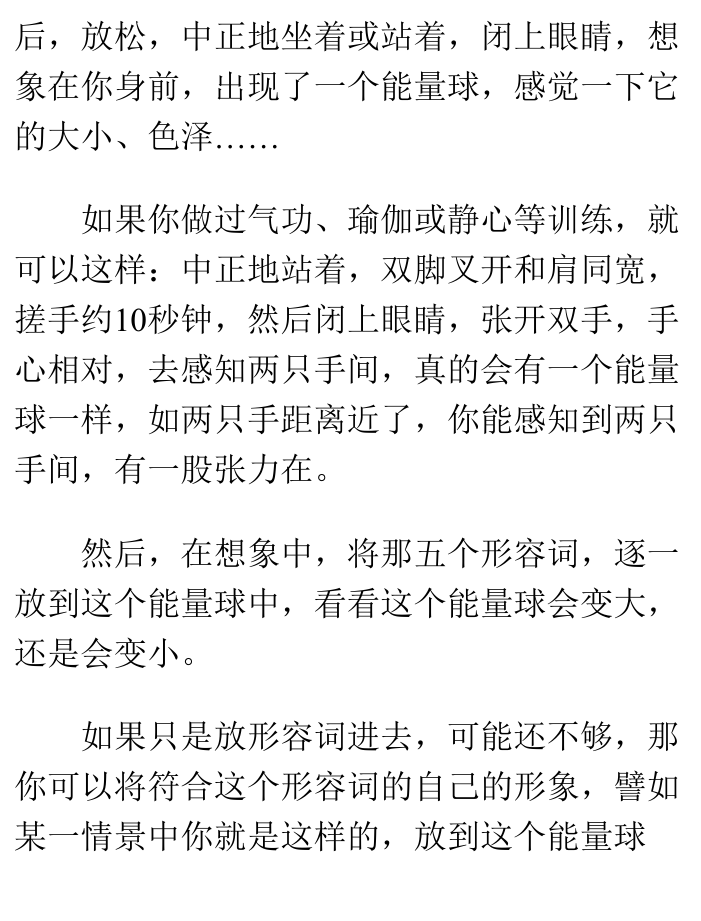 后，放松，中正地坐着或站着，闭上眼睛，想
象在你身前，出现了一个能量球，感觉一下它
的大小、色泽……
如果你做过气功、瑜伽或静心等训练，就
可以这样：中正地站着，双脚叉开和肩同宽，
搓手约10秒钟，然后闭上眼睛，张开双手，手
心相对，去感知两只手间，真的会有一个能量
球一样，如两只手距离近了，你能感知到两只
手间，有一股张力在。
然后，在想象中，将那五个形容词，逐一
放到这个能量球中，看看这个能量球会变大，
还是会变小。
如果只是放形容词进去，可能还不够，那
你可以将符合这个形容词的自己的形象，譬如
某一情景中你就是这样的，放到这个能量球